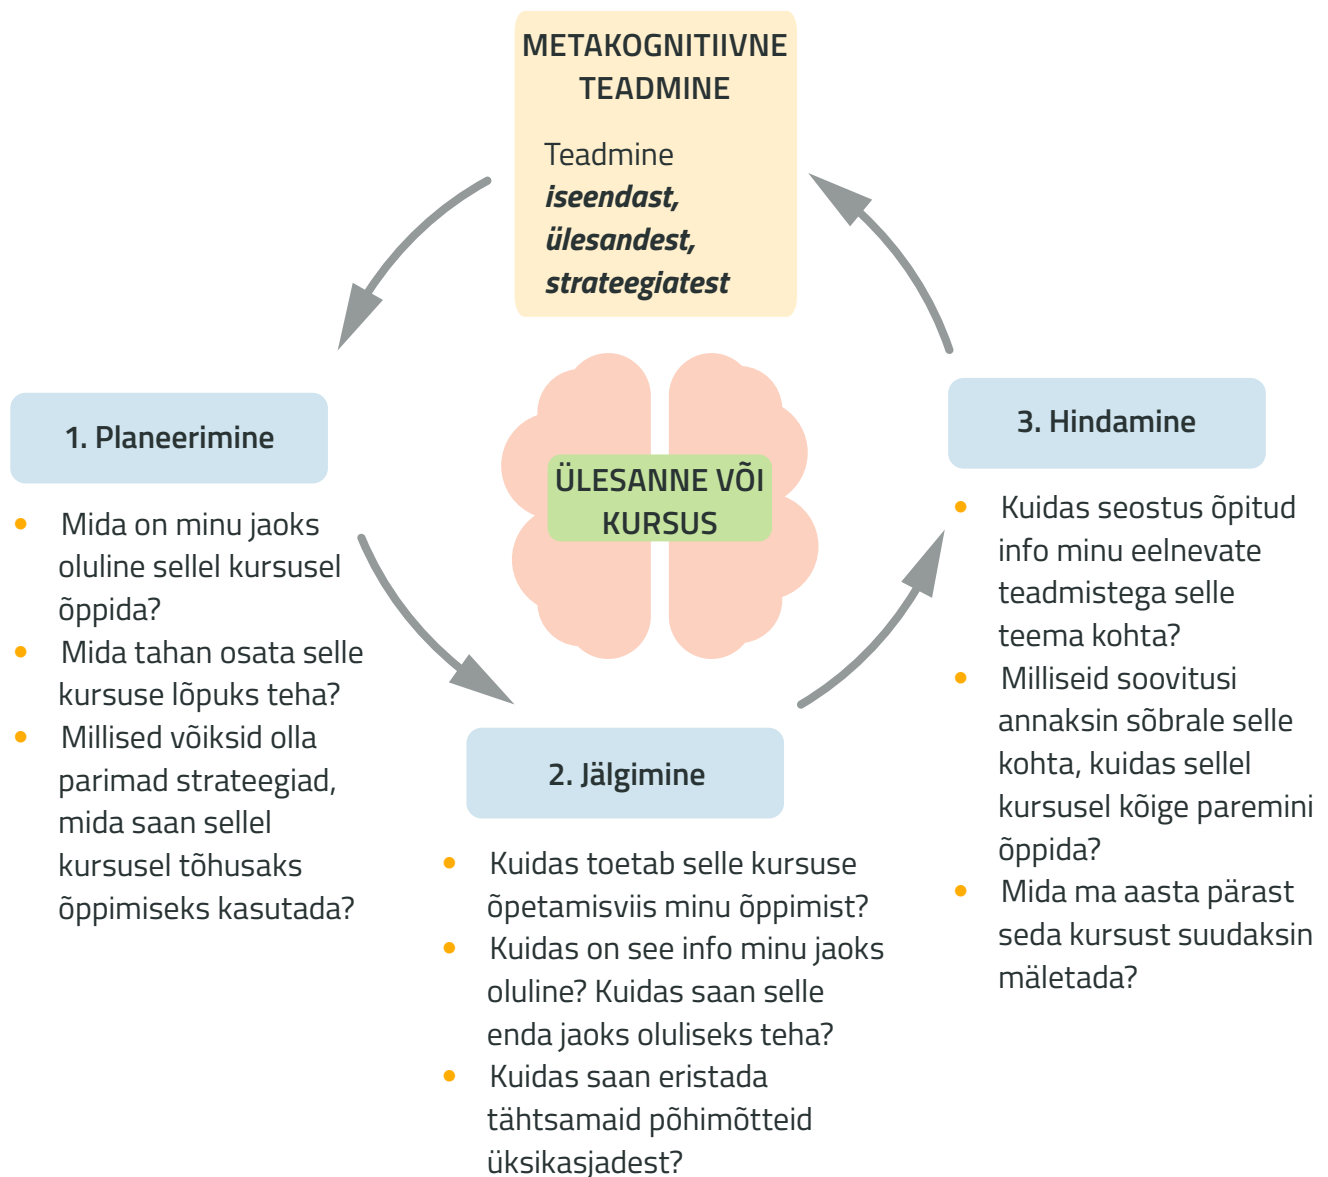 METAKOGNITIIVNE
TEADMINE
Teadmine
iseendast,
ülesandest,
strateegiatest
1. Planeerimine
• Mida on minu jaoks
oluline sellel kursusel
õppida?
• Mida tahan osata selle
kursuse lõpuks teha?
• Millised võiksid olla
parimad strateegiad,
mida saan sellel
kursusel tõhusaks
õppimiseks kasutada?
ÜLESANNE VÕI
KURSUS
2. Jälgimine
• Kuidas toetab selle kursuse
õpetamisviis minu õppimist?
• Kuidas on see info minu jaoks
oluline? Kuidas saan selle
enda jaoks oluliseks teha?
• Kuidas saan eristada
tähtsamaid põhimõtteid
üksikasjadest?
3. Hindamine
• Kuidas seostus õpitud
info minu eelnevate
teadmistega selle
teema kohta?
• Milliseid soovitusi
annaksin sõbrale selle
kohta, kuidas sellel
kursusel kõige paremini
õppida?
• Mida ma aasta pärast
seda kursust suudaksin
mäletada?